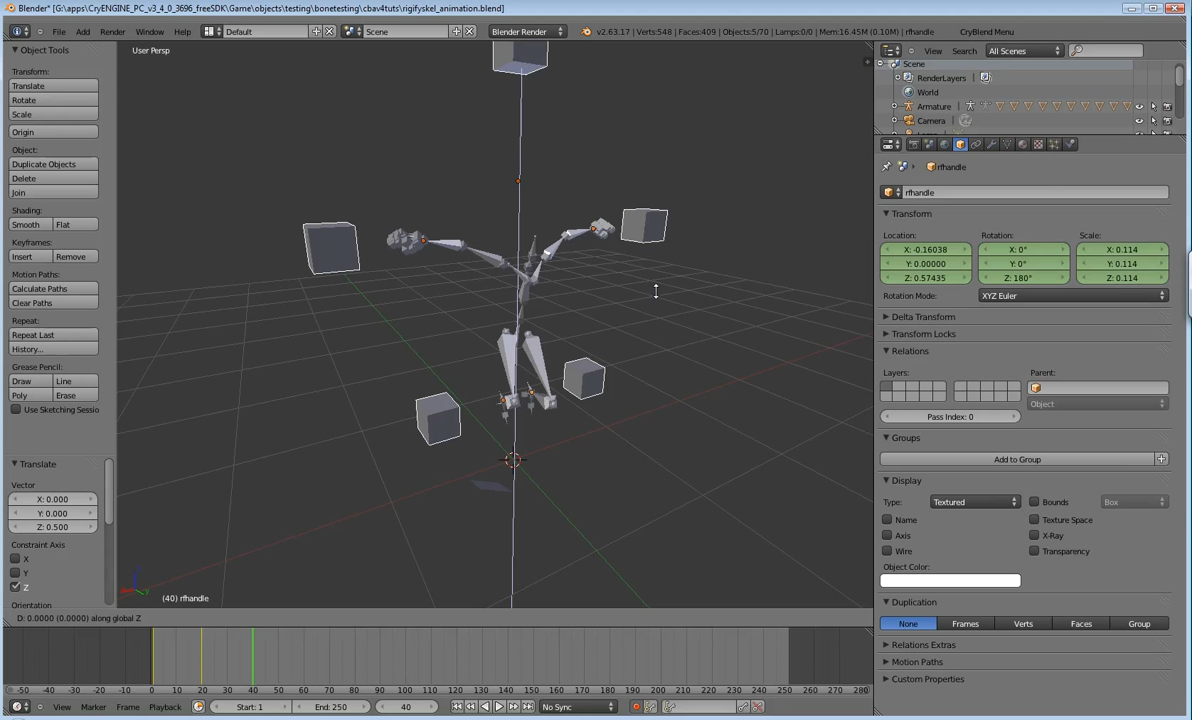 Blender* [G:\apps\CryENGINE_PC_v3_4_0_3696_freeSDK\Game\objects\testing\bonetesting\cbav4tuts\rigifyskel_animation.blend]
File Add Render Window Help Default Scene Blender Render v2.63.17 | Verts:548 | Faces:409 | Objects:5/70 | Lamps:0/0 | Mem:16.45M (0.10M) | rfhandle CryBlend Menu
Object Tools
Transform:
Translate
Rotate
Scale
Origin
Object:
Duplicate Objects
Delete
Join
Shading:
Smooth Flat
Keyframes:
Insert Remove
Motion Paths:
Calculate Paths
Clear Paths
Repeat:
Repeat Last
History...
Grease Pencil:
Draw Line
Poly Erase
Use Sketching Sessio
Translate
Vector
X: 0.000
Y: 0.000
Z: 0.500
Constraint Axis
X
Y
Z
Orientation
User Persp
(40) rfhandle
D: 0.0000 (0.0000) along global Z
View Search All Scenes
Scene
RenderLayers |
World
Armature |
Camera |
rfhandle
rfhandle
Transform
Location: Rotation: Scale:
X: -0.16038 X: 0° X: 0.114
Y: 0.00000 Y: 0° Y: 0.114
Z: 0.57435 Z: 180° Z: 0.114
Rotation Mode: XYZ Euler
Delta Transform
Transform Locks
Relations
Layers: Parent:
Object
Pass Index: 0
Groups
Add to Group
Display
Type: Textured Bounds Box
Name Texture Space
Axis X-Ray
Wire Transparency
Object Color:
Duplication
None Frames Verts Faces Group
Relations Extras
Motion Paths
Custom Properties
-50 -40 -30 -20 -10 0 10 20 30 40 50 60 70 80 90 100 110 120 130 140 150 160 170 180 190 200 210 220 230 240 250 260 270 280
View Marker Frame Playback Start: 1 End: 250 40 No Sync